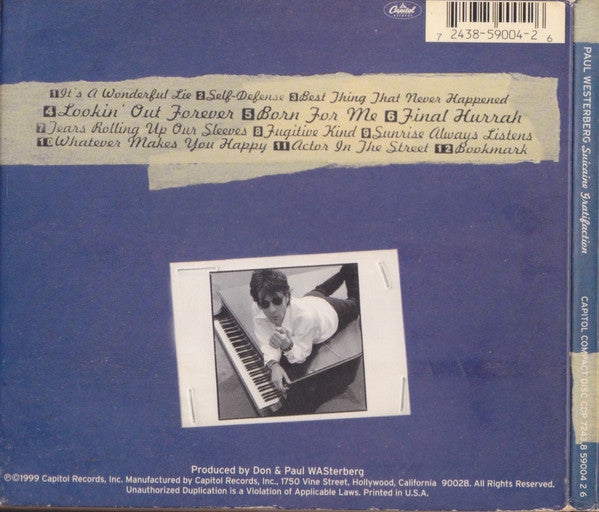 Capitol
7 2438-59004-2 6
1 It's A Wonderful Lie 2 Self-Defense 3 Best Thing That Never Happened
4 Lookin' Out Forever 5 Born For Me 6 Final Hurrah
7 Tears Rolling Up Our Sleeves 8 Fugitive Kind 9 Sunrise Always Listens
10 Whatever Makes You Happy 11 Actor In The Street 12 Bookmark
Produced by Don & Paul WASterberg
℗©1999 Capitol Records, Inc. Manufactured by Capitol Records, Inc., 1750 Vine Street, Hollywood, California 90028. All Rights Reserved.
Unauthorized Duplication is a Violation of Applicable Laws. Printed in U.S.A.
PAUL WESTERBERG Suicaine Gratifaction
CAPITOL COMPACT DISC CDP 7243 8 59004 2 6